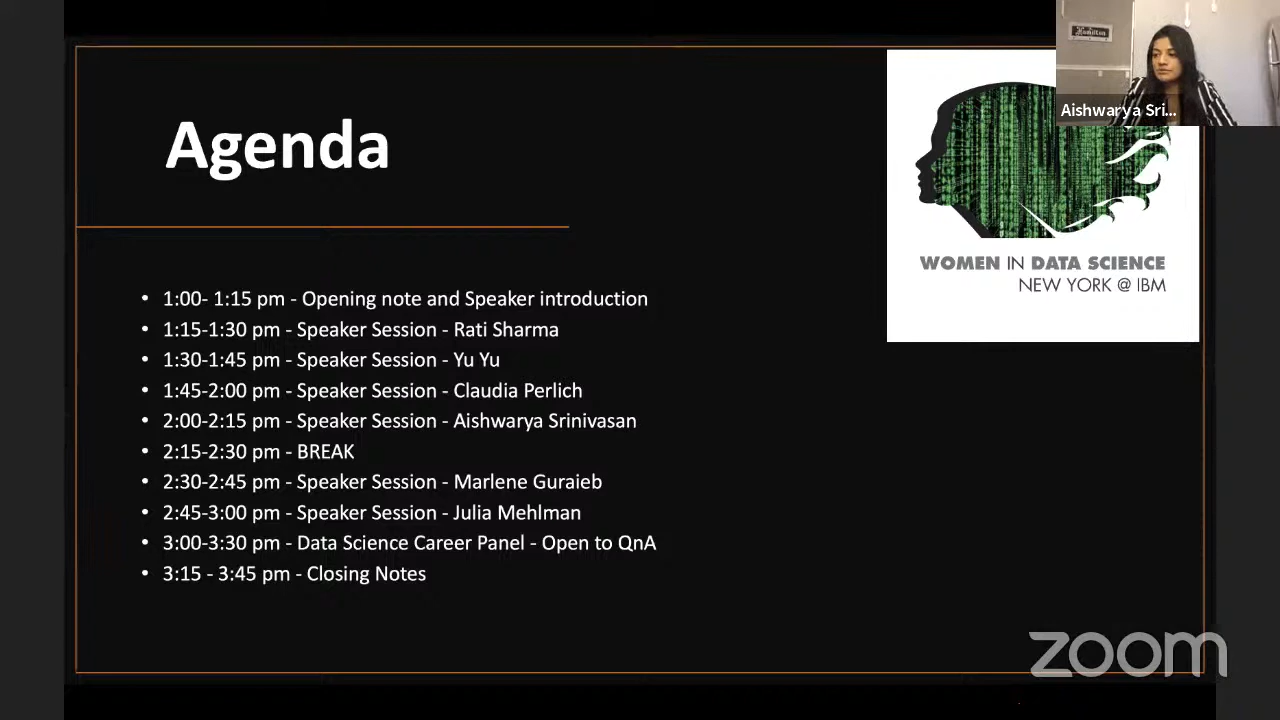 Hamilton
Aishwarya Sri...
Agenda
WOMEN IN DATA SCIENCE
NEW YORK @ IBM
• 1:00- 1:15 pm - Opening note and Speaker introduction
• 1:15-1:30 pm - Speaker Session - Rati Sharma
• 1:30-1:45 pm - Speaker Session - Yu Yu
• 1:45-2:00 pm - Speaker Session - Claudia Perlich
• 2:00-2:15 pm - Speaker Session - Aishwarya Srinivasan
• 2:15-2:30 pm - BREAK
• 2:30-2:45 pm - Speaker Session - Marlene Guraieb
• 2:45-3:00 pm - Speaker Session - Julia Mehlman
• 3:00-3:30 pm - Data Science Career Panel - Open to QnA
• 3:15 - 3:45 pm - Closing Notes
zoom